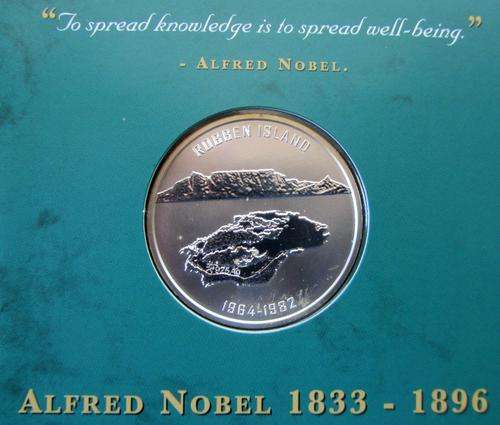 “To spread knowledge is to spread well-being.”
- ALFRED NOBEL.
ROBBEN ISLAND
1964-1982
ALFRED NOBEL 1833 - 1896